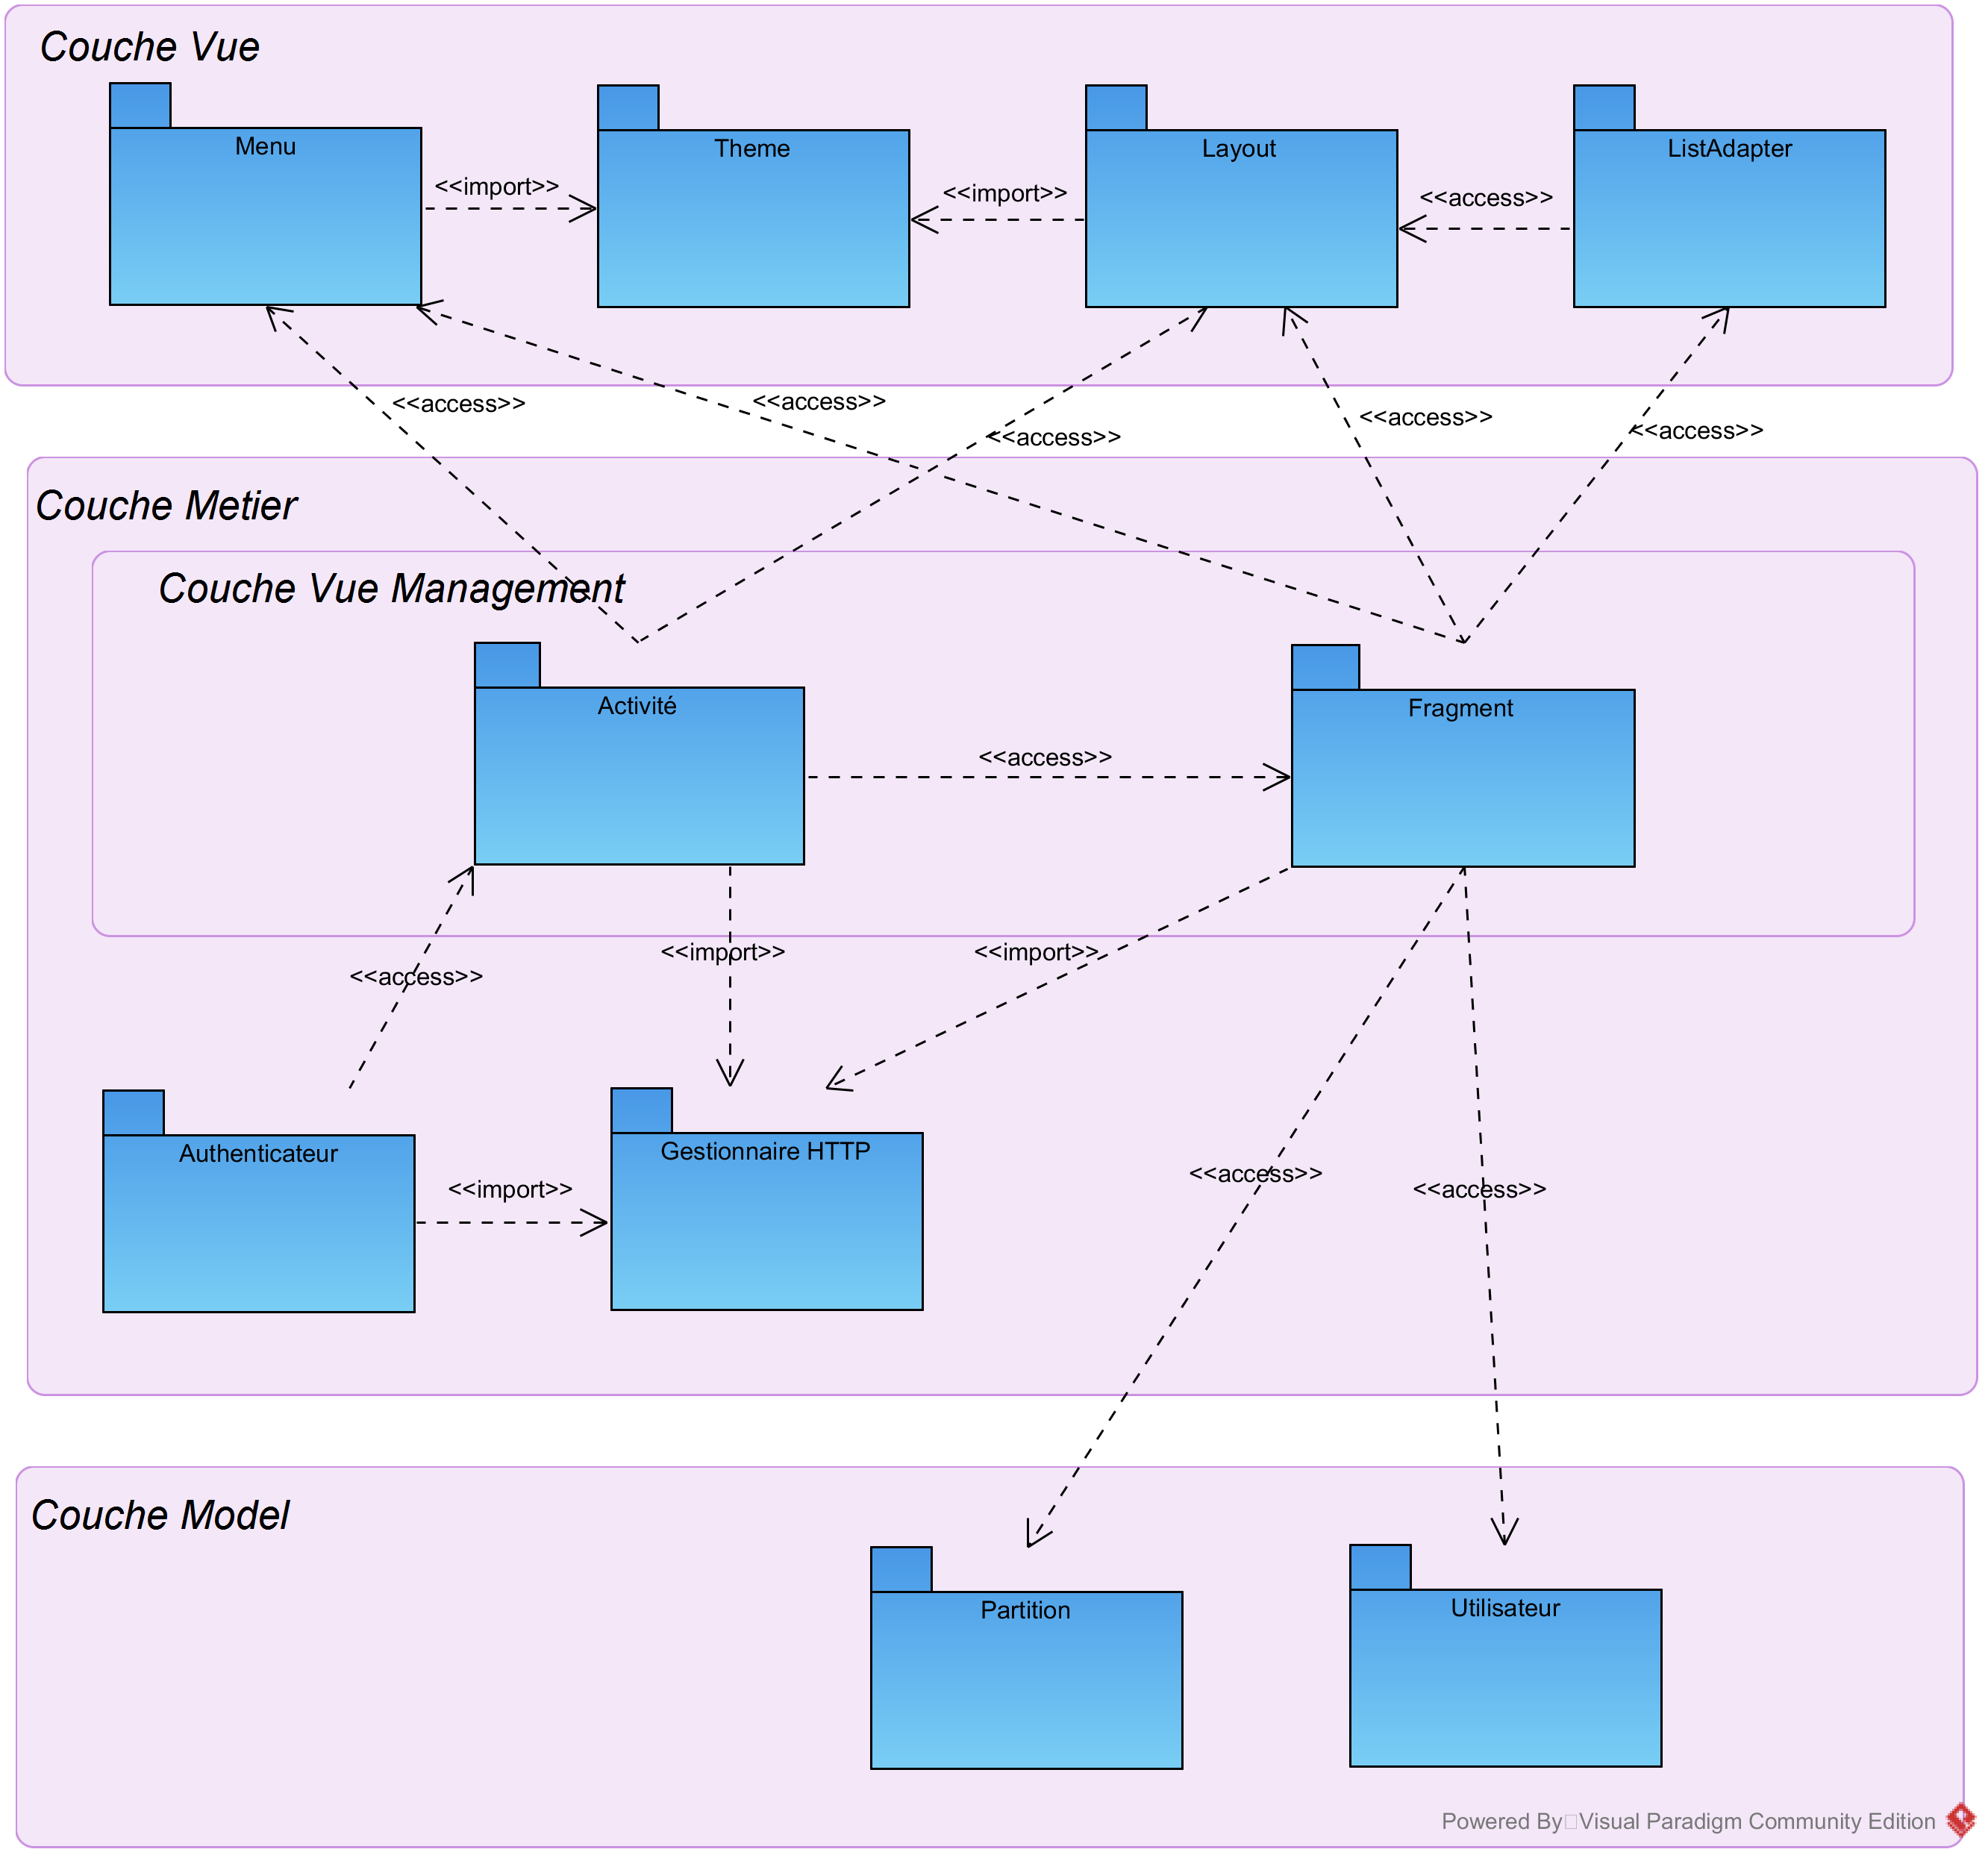 Couche Vue
Menu
Theme
Layout
ListAdapter
<<import>>
<<import>>
<<access>>
<<access>>
<<access>>
<<access>>
<<access>>
<<access>>
Couche Metier
Couche Vue Management
Activité
Fragment
<<access>>
<<import>>
<<import>>
<<access>>
Authenticateur
Gestionnaire HTTP
<<import>>
<<access>>
<<access>>
Couche Model
Partition
Utilisateur
Powered By Visual Paradigm Community Edition